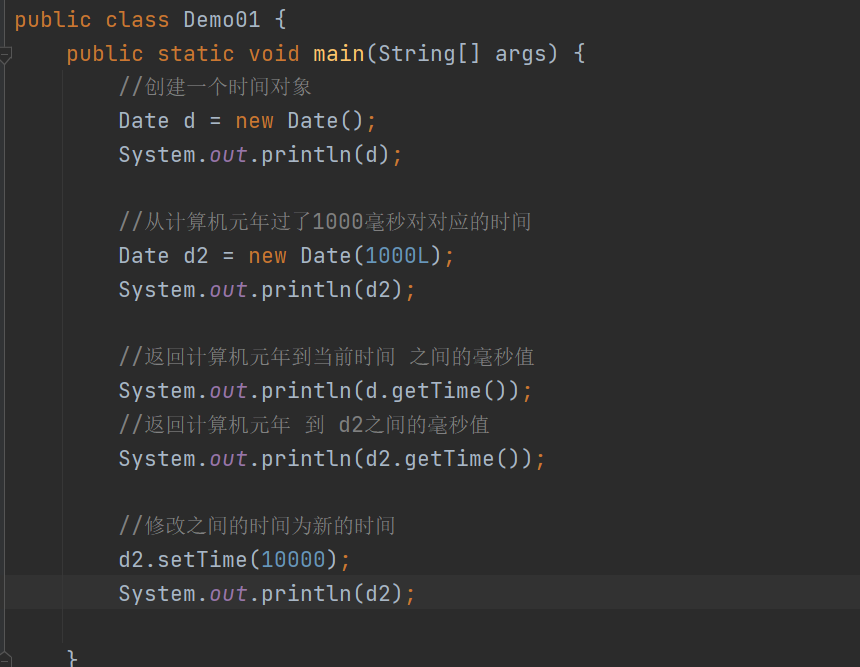 public class Demo01 {
public static void main(String[] args) {
//创建一个时间对象
Date d = new Date();
System.out.println(d);
//从计算机元年过了1000毫秒对对应的时间
Date d2 = new Date(1000L);
System.out.println(d2);
//返回计算机元年到当前时间 之间的毫秒值
System.out.println(d.getTime());
//返回计算机元年 到 d2之间的毫秒值
System.out.println(d2.getTime());
//修改之间的时间为新的时间
d2.setTime(10000);
System.out.println(d2);
}